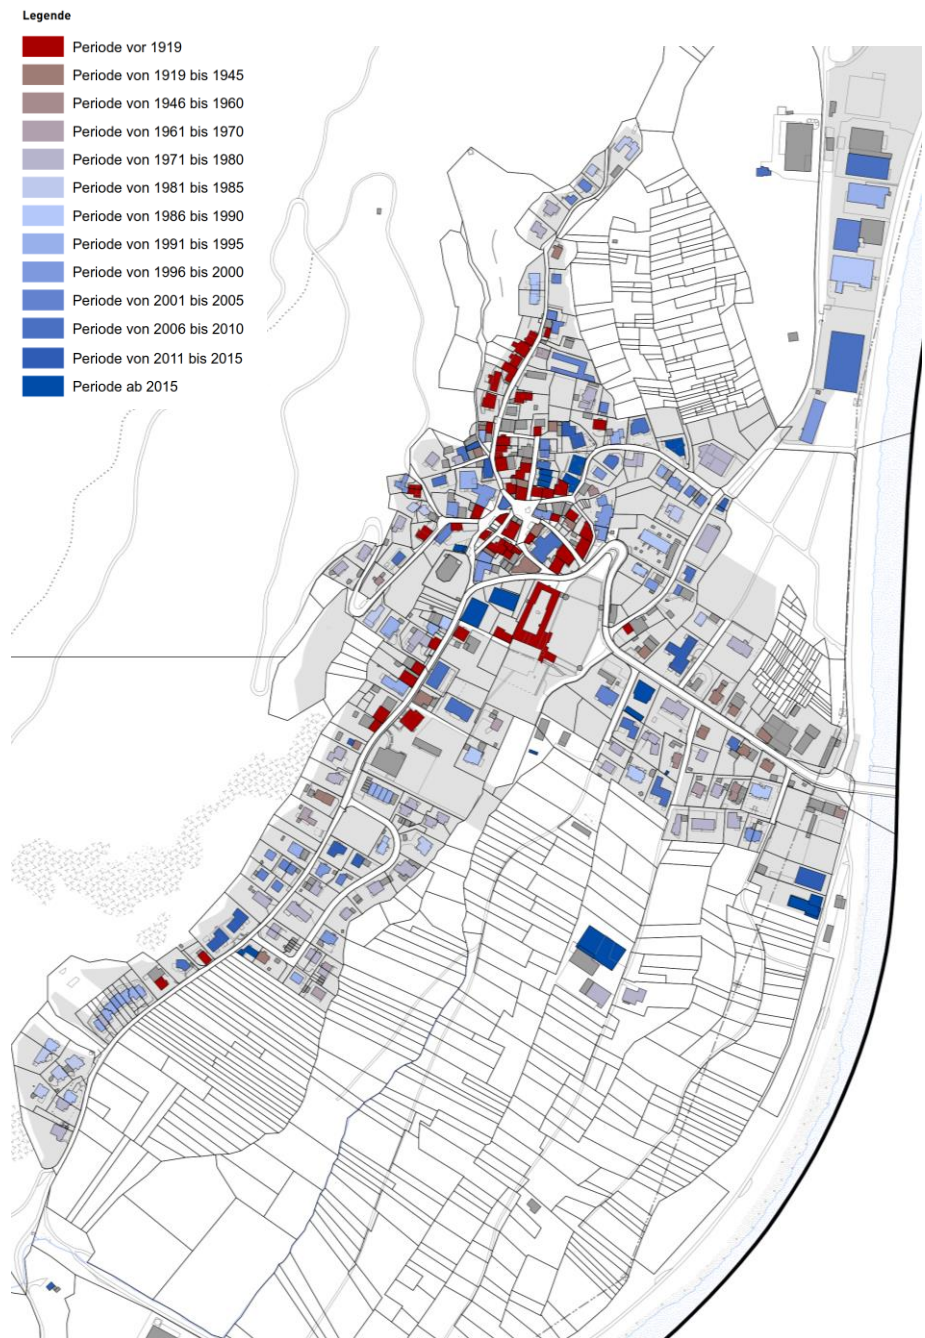 Legende
Periode vor 1919
Periode von 1919 bis 1945
Periode von 1946 bis 1960
Periode von 1961 bis 1970
Periode von 1971 bis 1980
Periode von 1981 bis 1985
Periode von 1986 bis 1990
Periode von 1991 bis 1995
Periode von 1996 bis 2000
Periode von 2001 bis 2005
Periode von 2006 bis 2010
Periode von 2011 bis 2015
Periode ab 2015